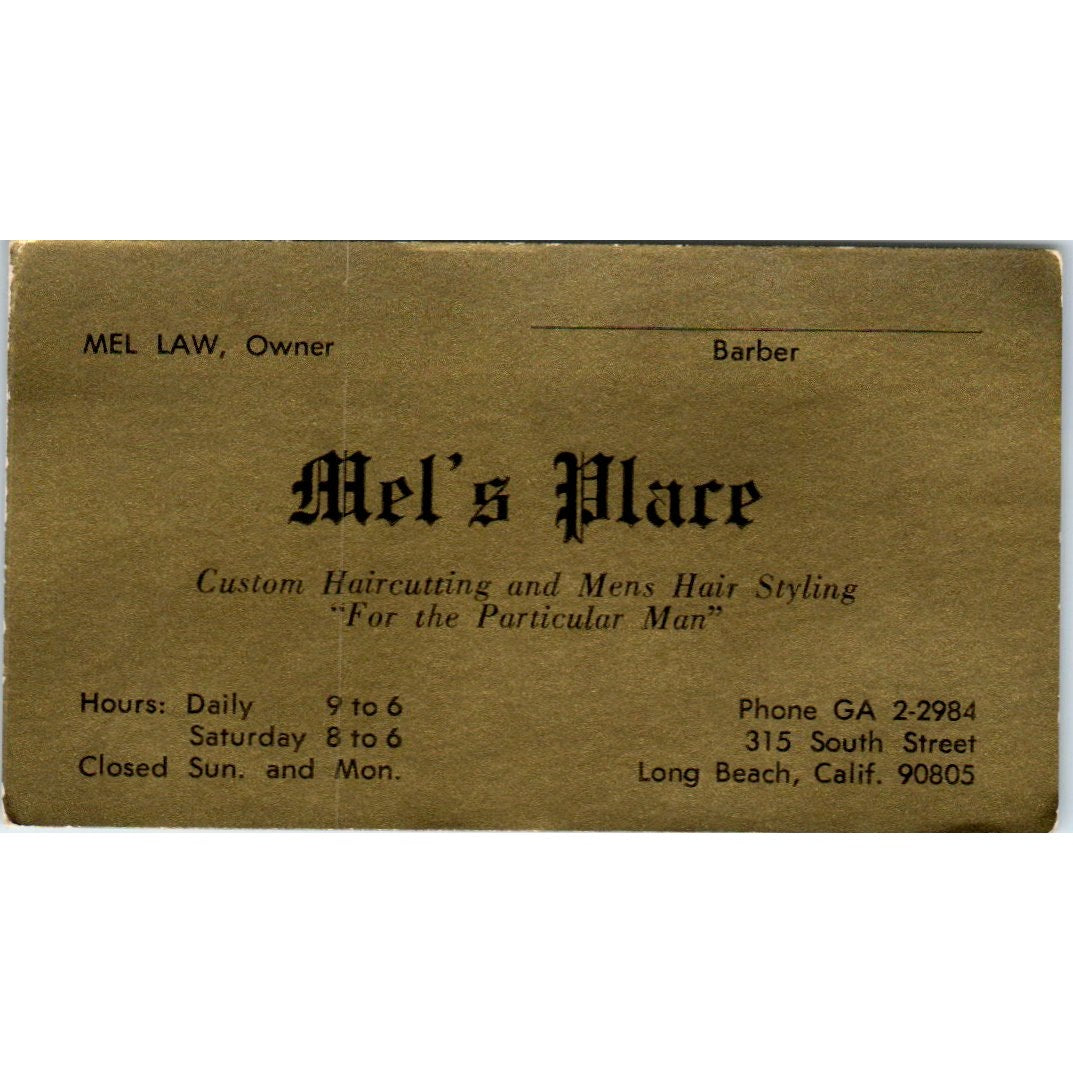 MEL LAW, Owner
Barber
Mel's Place
Custom Haircutting and Mens Hair Styling
"For the Particular Man"
Hours: Daily 9 to 6
Saturday 8 to 6
Closed Sun. and Mon.
Phone GA 2-2984
315 South Street
Long Beach, Calif. 90805